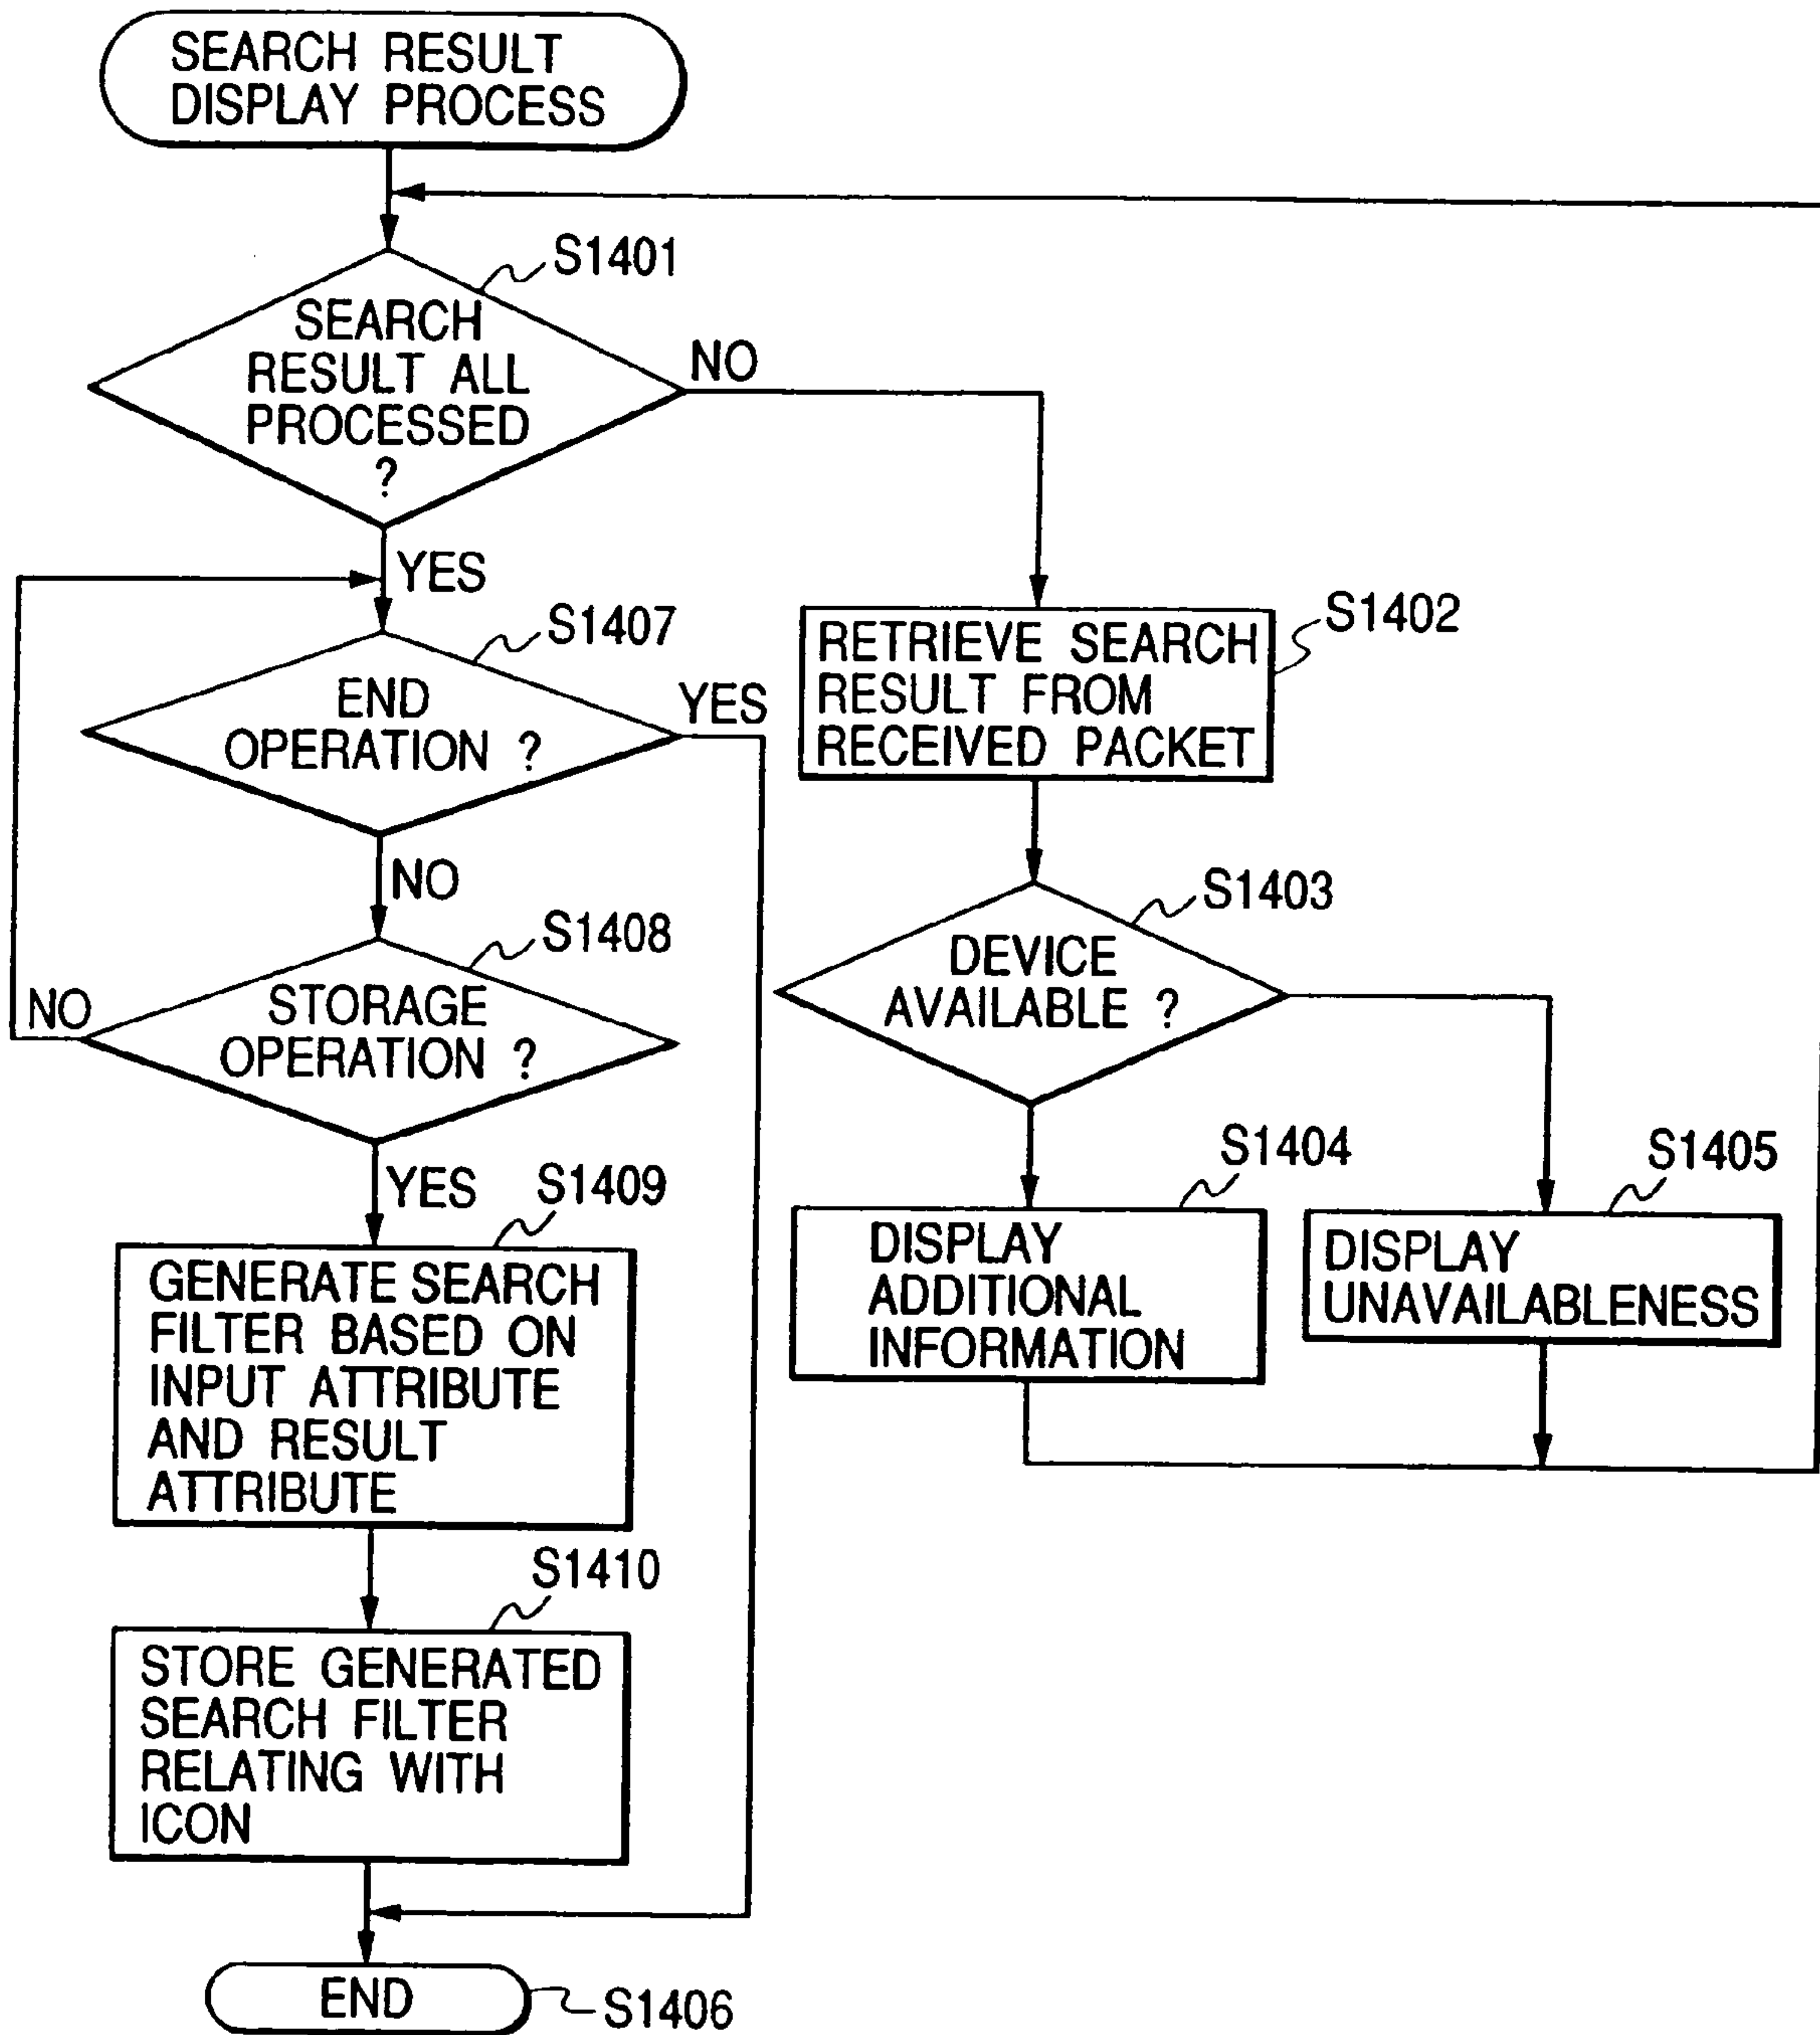 SEARCH RESULT
DISPLAY PROCESS
S1401
SEARCH
RESULT ALL
PROCESSED
?
NO
YES
S1407
END
OPERATION ?
YES
NO
S1408
STORAGE
OPERATION ?
NO
YES
S1409
GENERATE SEARCH
FILTER BASED ON
INPUT ATTRIBUTE
AND RESULT
ATTRIBUTE
S1410
STORE GENERATED
SEARCH FILTER
RELATING WITH
ICON
END
S1406
S1402
RETRIEVE SEARCH
RESULT FROM
RECEIVED PACKET
S1403
DEVICE
AVAILABLE ?
S1404
DISPLAY
ADDITIONAL
INFORMATION
S1405
DISPLAY
UNAVAILABLENESS